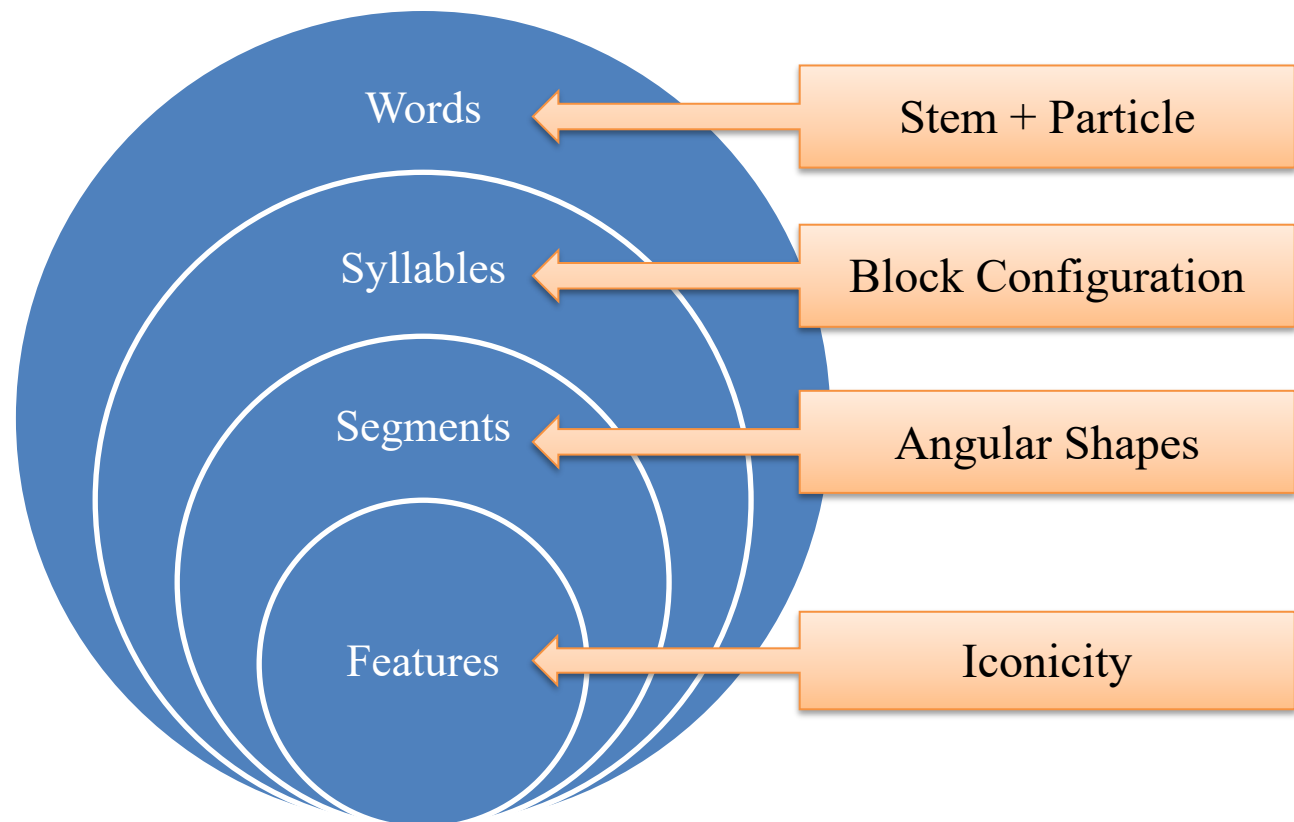 Words
Stem + Particle
Syllables
Block Configuration
Segments
Angular Shapes
Features
Iconicity